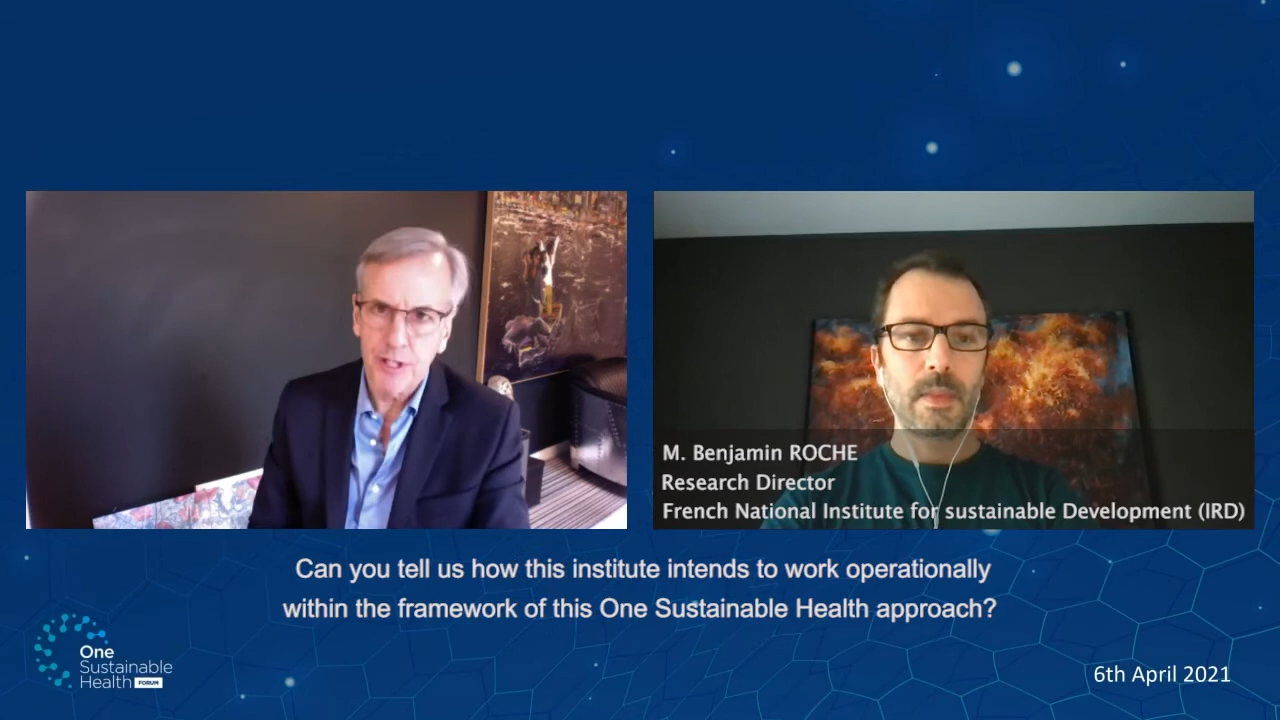 M. Benjamin ROCHE
Research Director
French National Institute for sustainable Development (IRD)
Can you tell us how this institute intends to work operationally
within the framework of this One Sustainable Health approach?
One
Sustainable
Health FORUM
6th April 2021